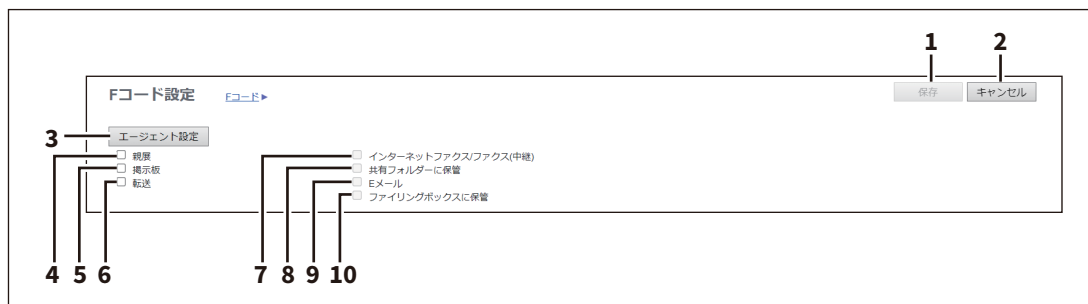 1 2
Fコード設定 Fコード▶ 保存 キャンセル
3 エージェント設定
親展 インターネットファクス/ファクス(中継)
掲示板 共有フォルダーに保管
転送 Eメール
ファイリングボックスに保管
4 5 6 7 8 9 10